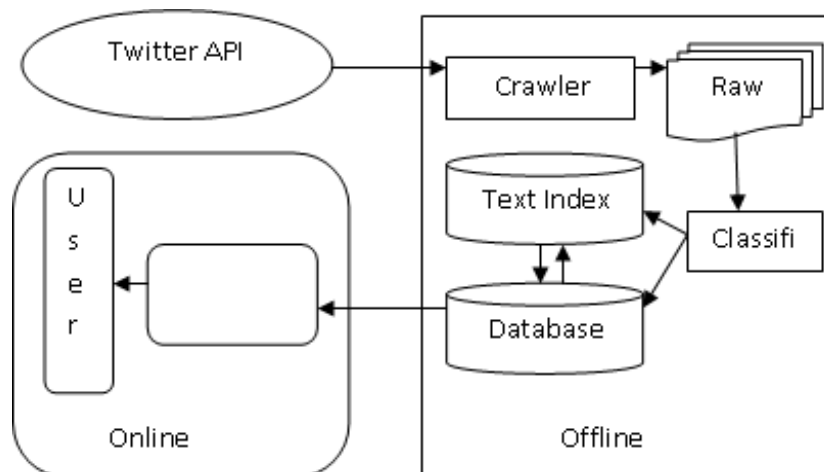 Twitter API
Crawler
Raw
Text Index
Classifi
Database
U
s
e
r
Online
Offline